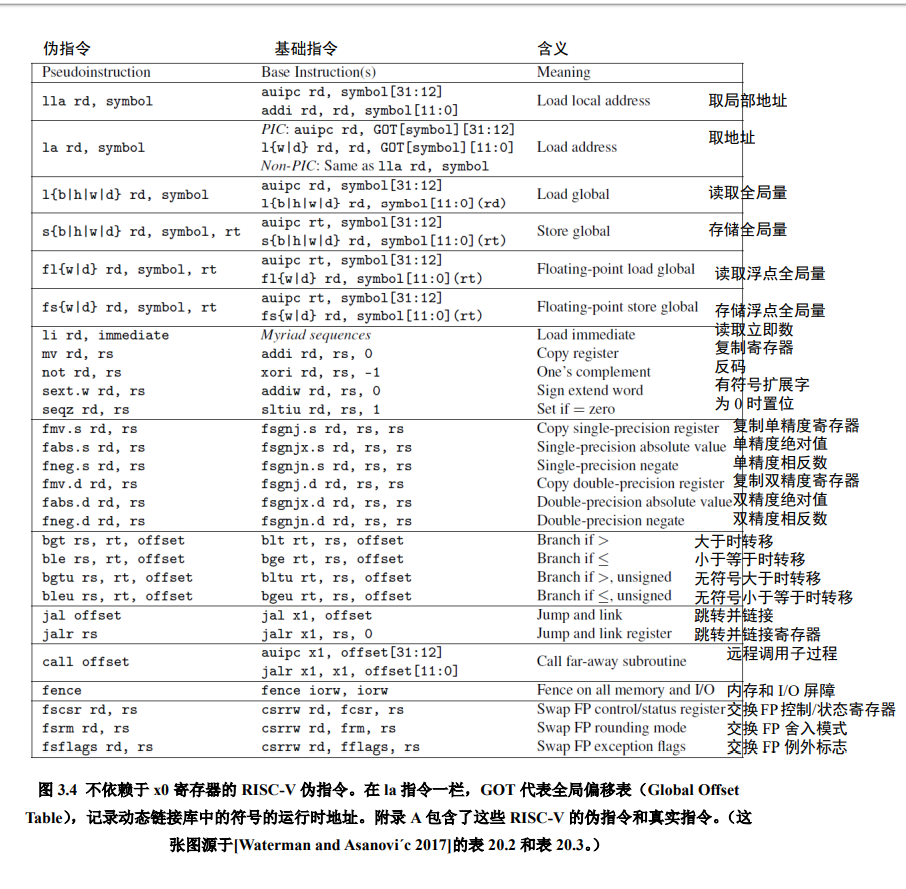 伪指令 基础指令 含义
Pseudoinstruction Base Instruction(s) Meaning
auipc rd, symbol[31:12]
lla rd, symbol Load local address 取局部地址
addi rd, rd, symbol[11:0]
PIC: auipc rd, GOT[symbol][31:12] 取地址
la rd, symbol l{w|d} rd, rd, GOT[symbol][11:0] Load address
Non-PIC: Same as lla rd, symbol
auipc rd, symbol[31:12]
l{b|h|w|d} rd, symbol Load global 读取全局量
l{b|h|w|d} rd, symbol[11:0](rd)
auipc rt, symbol[31:12]
s{b|h|w|d} rd, symbol, rt Store global 存储全局量
s{b|h|w|d} rd, symbol[11:0](rt)
auipc rt, symbol[31:12]
fl{w|d} rd, symbol, rt Floating-point load global 读取浮点全局量
fl{w|d} rd, symbol[11:0](rt)
auipc rt, symbol[31:12]
fs{w|d} rd, symbol, rt Floating-point store global 存储浮点全局量
fs{w|d} rd, symbol[11:0](rt)
li rd, immediate Myriad sequences Load immediate 读取立即数
mv rd, rs addi rd, rs, 0 Copy register 复制寄存器
not rd, rs xori rd, rs, -1 One's complement 反码
sext.w rd, rs addiw rd, rs, 0 Sign extend word 有符号扩展字
seqz rd, rs sltiu rd, rs, 1 Set if = zero 为 0 时置位
fmv.s rd, rs fsgnj.s rd, rs, rs Copy single-precision register 复制单精度寄存器
fabs.s rd, rs fsgnjx.s rd, rs, rs Single-precision absolute value 单精度绝对值
fneg.s rd, rs fsgnjn.s rd, rs, rs Single-precision negate 单精度相反数
fmv.d rd, rs fsgnj.d rd, rs, rs Copy double-precision register 复制双精度寄存器
fabs.d rd, rs fsgnjx.d rd, rs, rs Double-precision absolute value 双精度绝对值
fneg.d rd, rs fsgnjn.d rd, rs, rs Double-precision negate 双精度相反数
bgt rs, rt, offset blt rt, rs, offset Branch if > 大于时转移
ble rs, rt, offset bge rt, rs, offset Branch if ≤ 小于等于时转移
bgtu rs, rt, offset bltu rt, rs, offset Branch if >, unsigned 无符号大于时转移
bleu rs, rt, offset bgeu rt, rs, offset Branch if ≤, unsigned 无符号小于等于时转移
jal offset jal x1, offset Jump and link 跳转并链接
jalr rs jalr x1, rs, 0 Jump and link register 跳转并链接寄存器
auipc x1, offset[31:12] 远程调用子过程
call offset Call far-away subroutine
jalr x1, x1, offset[11:0]
fence fence iorw, iorw Fence on all memory and I/O 内存和 I/O 屏障
fscsr rd, rs csrrw rd, fcsr, rs Swap FP control/status register 交换 FP 控制/状态寄存器
fsrm rd, rs csrrw rd, frm, rs Swap FP rounding mode 交换 FP 舍入模式
fsflags rd, rs csrrw rd, fflags, rs Swap FP exception flags 交换 FP 例外标志
图 3.4 不依赖于 x0 寄存器的 RISC-V 伪指令。在 la 指令一栏，GOT 代表全局偏移表（Global Offset
Table），记录动态链接库中的符号的运行时地址。附录 A 包含了这些 RISC-V 的伪指令和真实指令。（这
张图源于[Waterman and Asanovi´c 2017]的表 20.2 和表 20.3。）